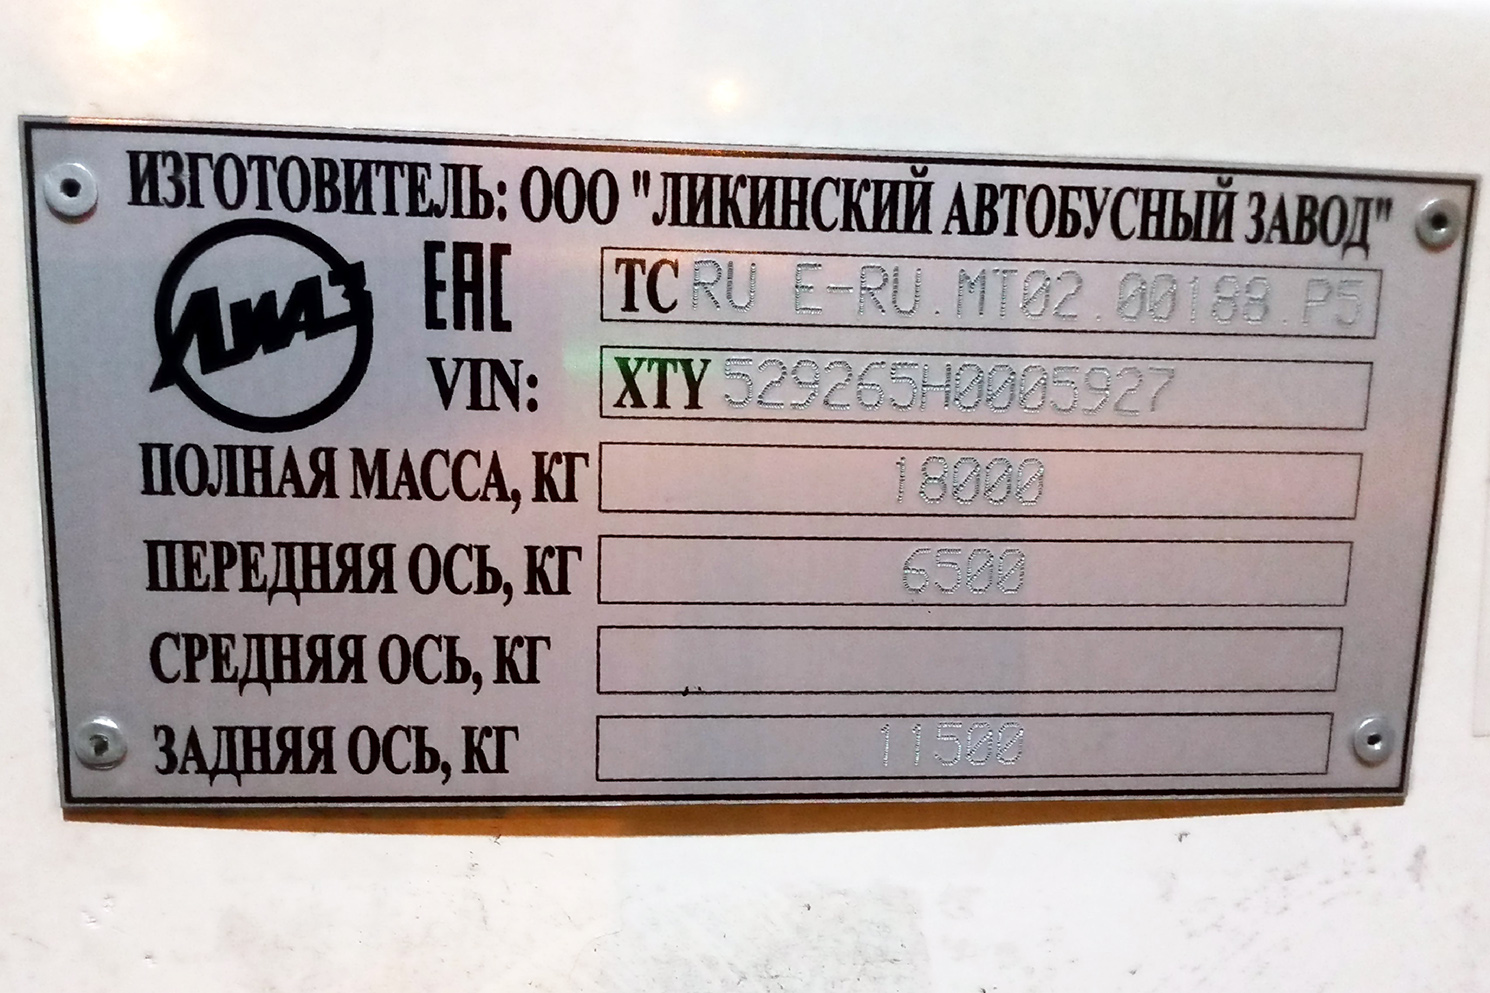 ИЗГОТОВИТЕЛЬ: ООО "ЛИКИНСКИЙ АВТОБУСНЫЙ ЗАВОД"
ЛиАЗ
ЕАС ТС RU E-RU.MT02.00188.P5
VIN: XTY 529265H0005927
ПОЛНАЯ МАССА, КГ 18000
ПЕРЕДНЯЯ ОСЬ, КГ 6500
СРЕДНЯЯ ОСЬ, КГ
ЗАДНЯЯ ОСЬ, КГ 11500